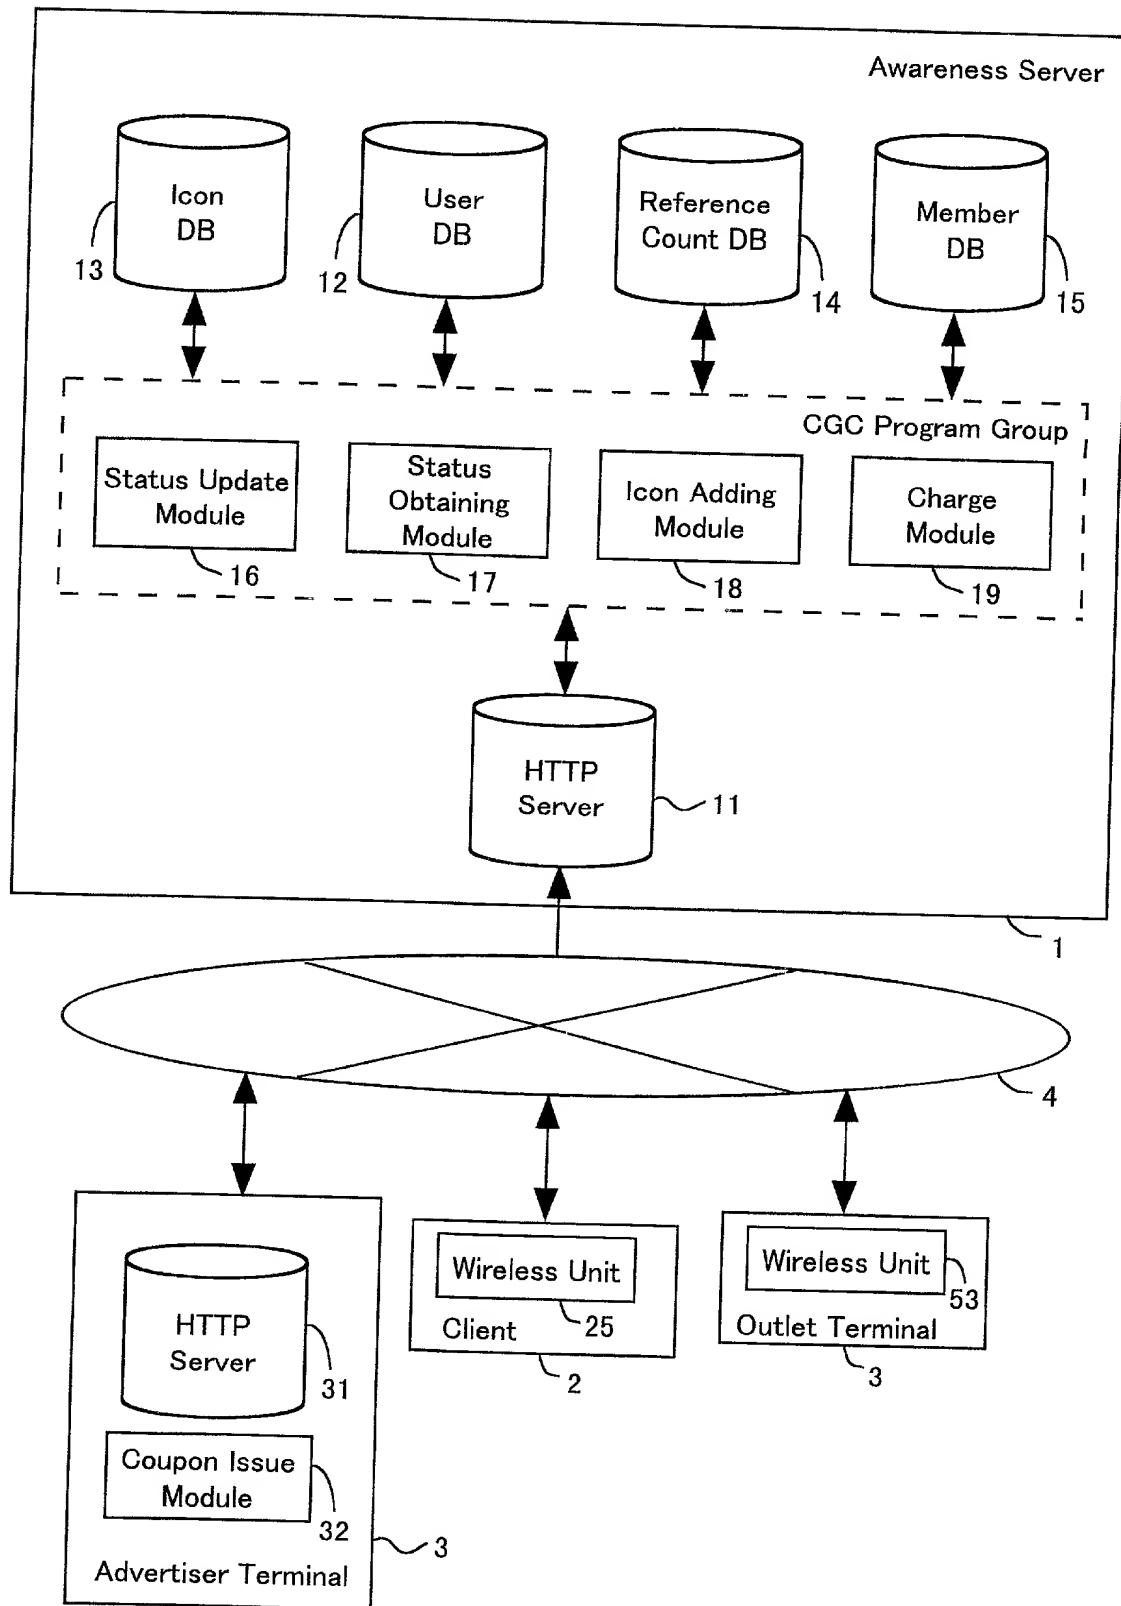 Awareness Server
Icon
DB
13
User
DB
12
Reference
Count DB
14
Member
DB
15
CGC Program Group
Status Update
Module
16
Status
Obtaining
Module
17
Icon Adding
Module
18
Charge
Module
19
HTTP
Server
11
1
4
HTTP
Server
31
Coupon Issue
Module
32
Advertiser Terminal
3
Wireless Unit
25
Client
2
Wireless Unit
53
Outlet Terminal
3